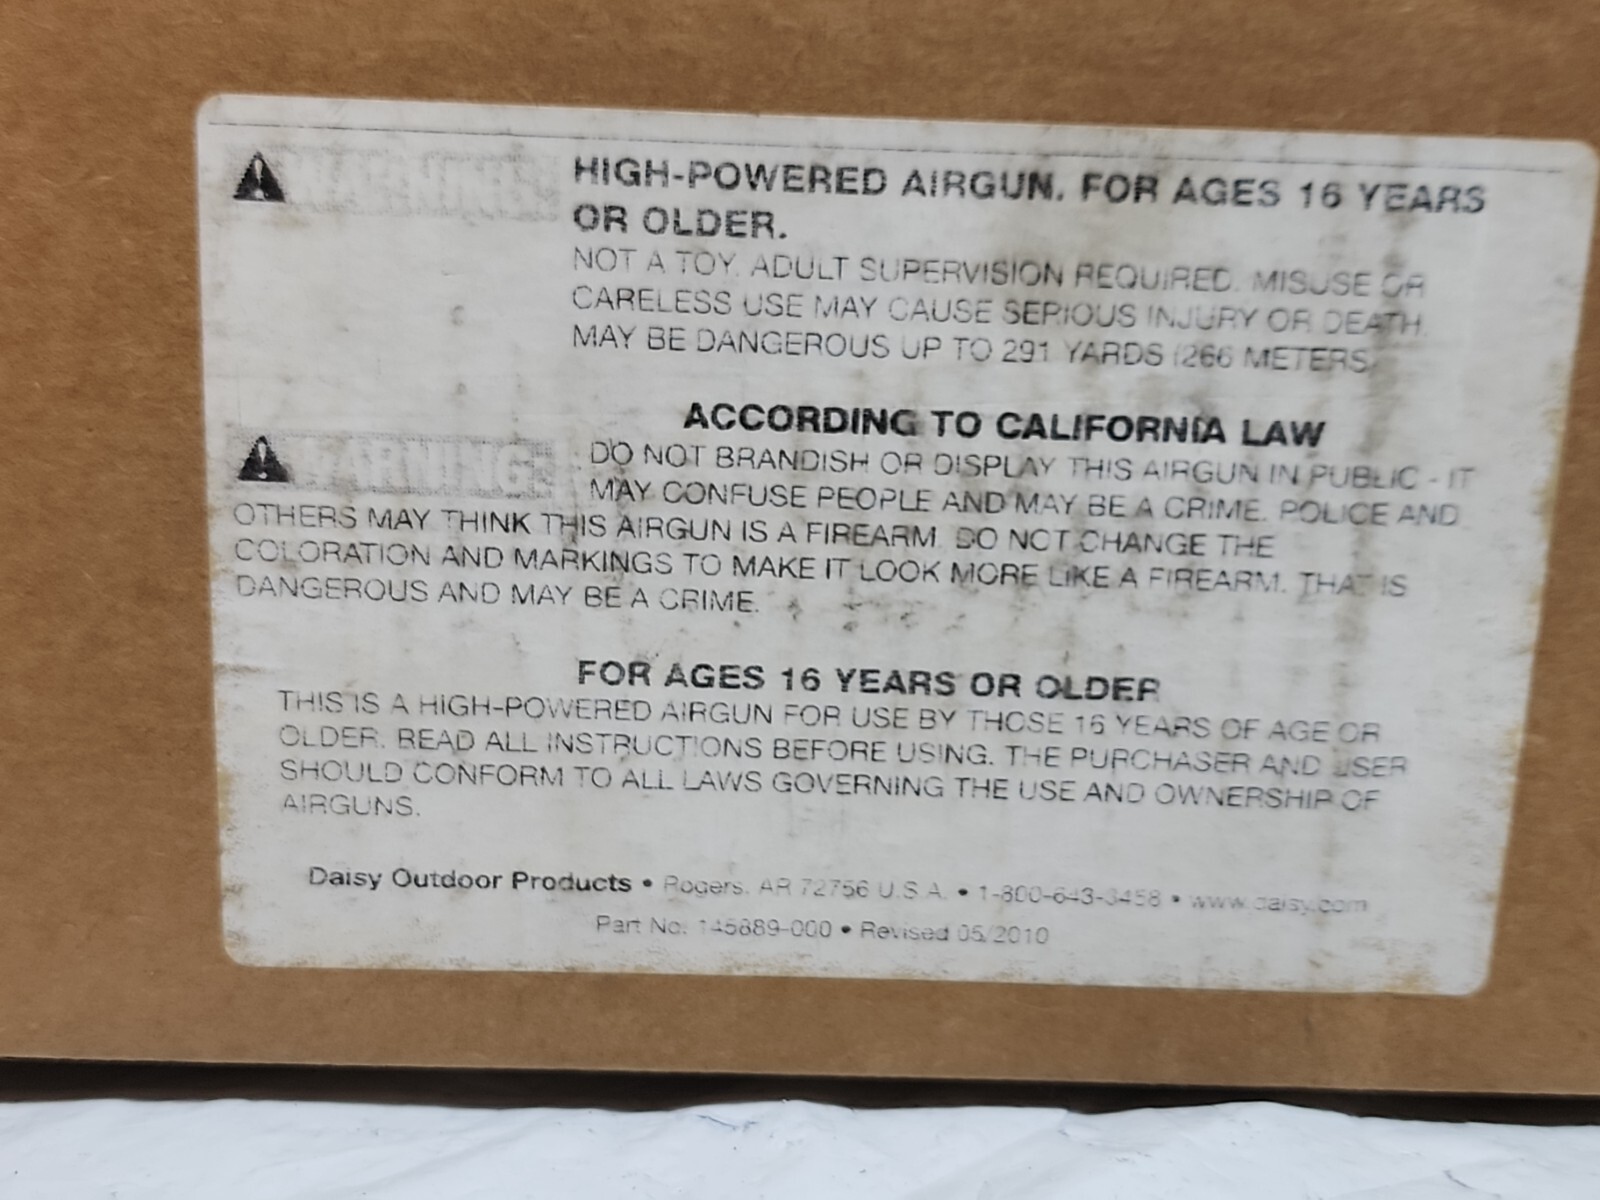 WARNING: HIGH-POWERED AIRGUN. FOR AGES 16 YEARS
OR OLDER.
NOT A TOY. ADULT SUPERVISION REQUIRED. MISUSE OR
CARELESS USE MAY CAUSE SERIOUS INJURY OR DEATH.
MAY BE DANGEROUS UP TO 291 YARDS (266 METERS)
ACCORDING TO CALIFORNIA LAW
WARNING: DO NOT BRANDISH OR DISPLAY THIS AIRGUN IN PUBLIC - IT
MAY CONFUSE PEOPLE AND MAY BE A CRIME. POLICE AND
OTHERS MAY THINK THIS AIRGUN IS A FIREARM. DO NOT CHANGE THE
COLORATION AND MARKINGS TO MAKE IT LOOK MORE LIKE A FIREARM. THAT IS
DANGEROUS AND MAY BE A CRIME.
FOR AGES 16 YEARS OR OLDER
THIS IS A HIGH-POWERED AIRGUN FOR USE BY THOSE 16 YEARS OF AGE OR
OLDER. READ ALL INSTRUCTIONS BEFORE USING. THE PURCHASER AND USER
SHOULD CONFORM TO ALL LAWS GOVERNING THE USE AND OWNERSHIP OF
AIRGUNS.
Daisy Outdoor Products • Rogers, AR 72756 U.S.A. • 1-800-643-3458 • www.daisy.com
Part No. 145889-000 • Revised 05/2010